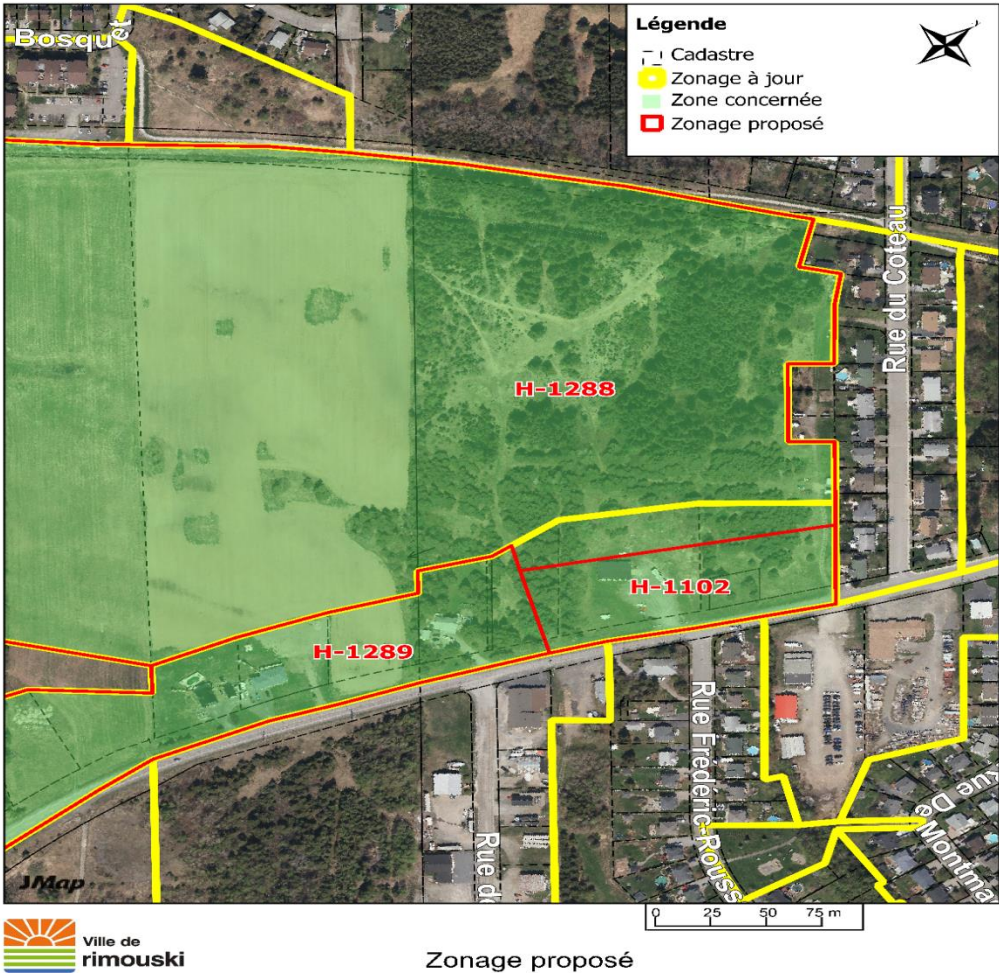 Bosquet
Légende
Cadastre
Zonage à jour
Zone concernée
Zonage proposé
Rue du Coteau
H-1288
H-1102
H-1289
Rue Frédéric-Rouss
Rue De Montma
Rue d
JMap
0 25 50 75 m
Ville de
rimouski
Zonage proposé